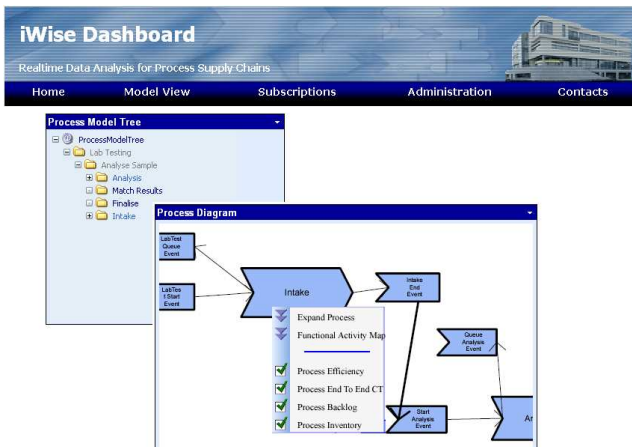 iWise Dashboard
Realtime Data Analysis for Process Supply Chains
Home Model View Subscriptions Administration Contacts
Process Model Tree
ProcessModelTree
Lab Testing
Analyse Sample
Analysis
Match Results
Finalise
Intake
Process Diagram
LabTest
Queue
Event
LabTes
t Start
Event
Intake
Intake
End
Event
Expand Process
Functional Activity Map
Process Efficiency
Process End To End CT
Process Backlog
Process Inventory
Queue
Analysis
Event
Start
Analysis
Event
An